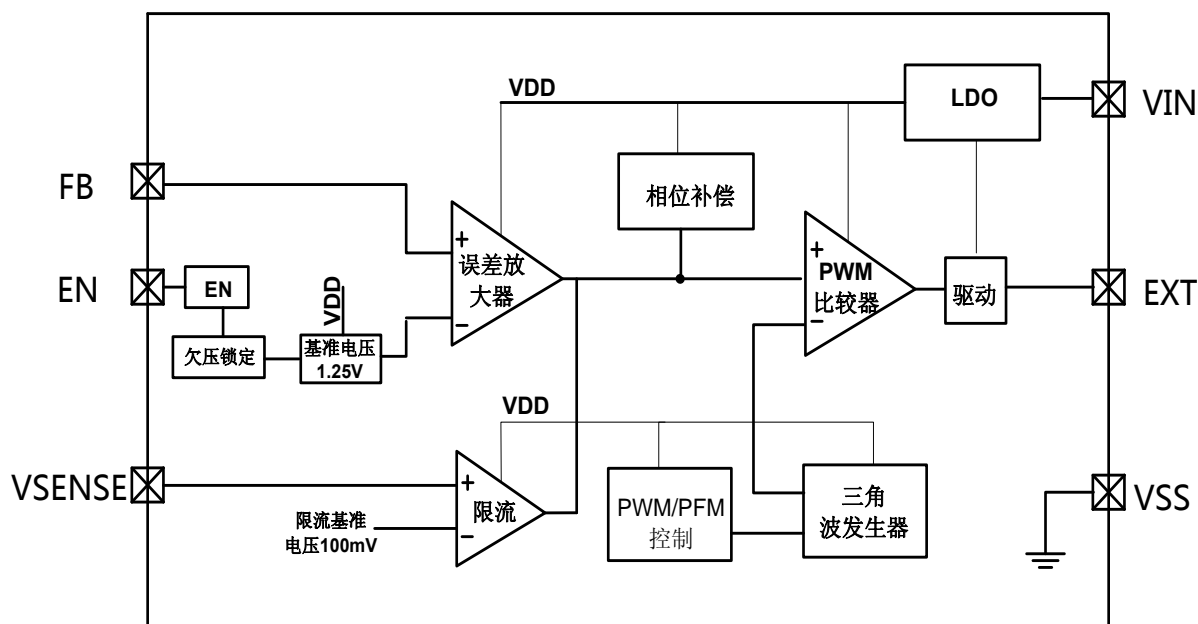 VDD
LDO
VIN
FB
相位补偿
+
误差放
大器
−
+
PWM
比较器
−
驱动
EXT
EN
EN
VDD
欠压锁定
基准电压
1.25V
VDD
VSENSE
+
限流
−
限流基准
电压100mV
PWM/PFM
控制
三角
波发生器
VSS